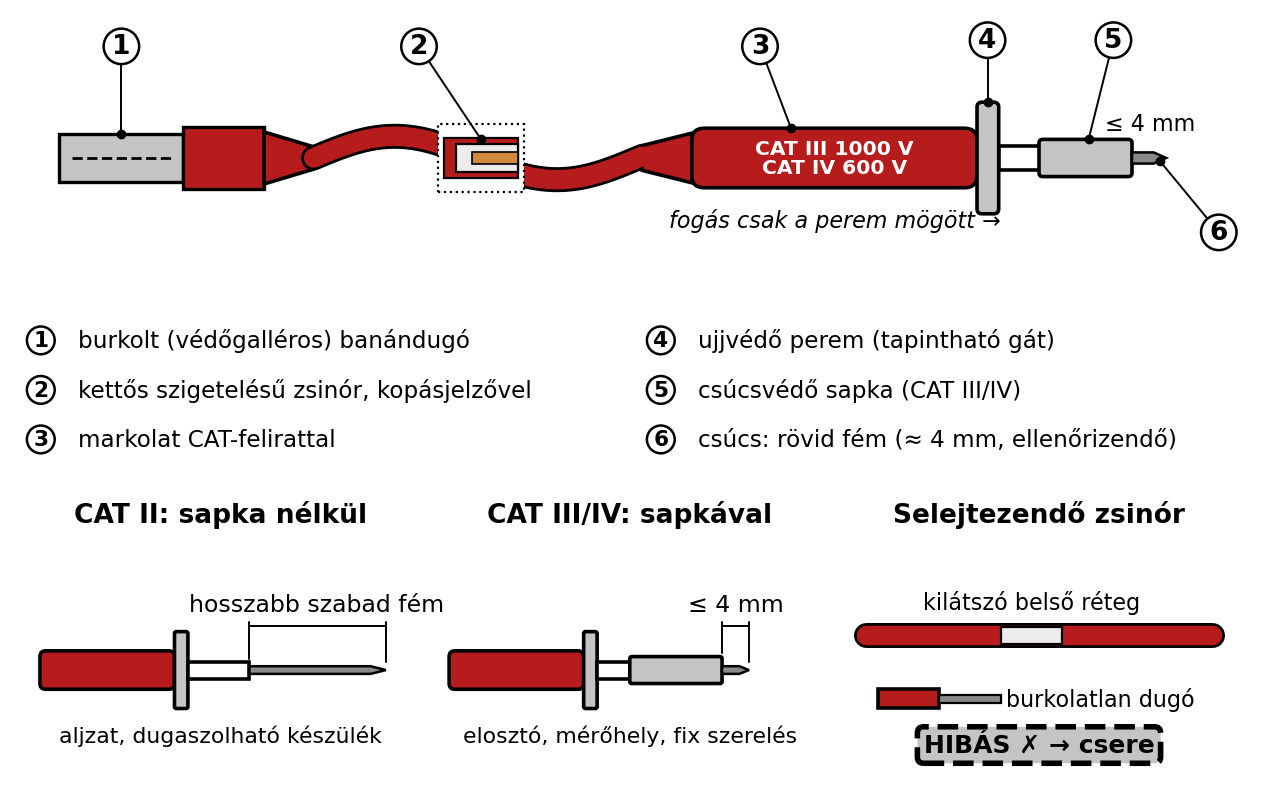 1
2
3
4
5
≤ 4 mm
CAT III 1000 V
CAT IV 600 V
fogás csak a perem mögött →
6
1 burkolt (védőgalléros) banándugó
2 kettős szigetelésű zsinór, kopásjelzővel
3 markolat CAT-felirattal
4 ujjvédő perem (tapintható gát)
5 csúcsvédő sapka (CAT III/IV)
6 csúcs: rövid fém (≈ 4 mm, ellenőrizendő)
CAT II: sapka nélkül
hosszabb szabad fém
aljzat, dugaszolható készülék
CAT III/IV: sapkával
≤ 4 mm
elosztó, mérőhely, fix szerelés
Selejtezendő zsinór
kilátszó belső réteg
burkolatlan dugó
HIBÁS ✗ → csere